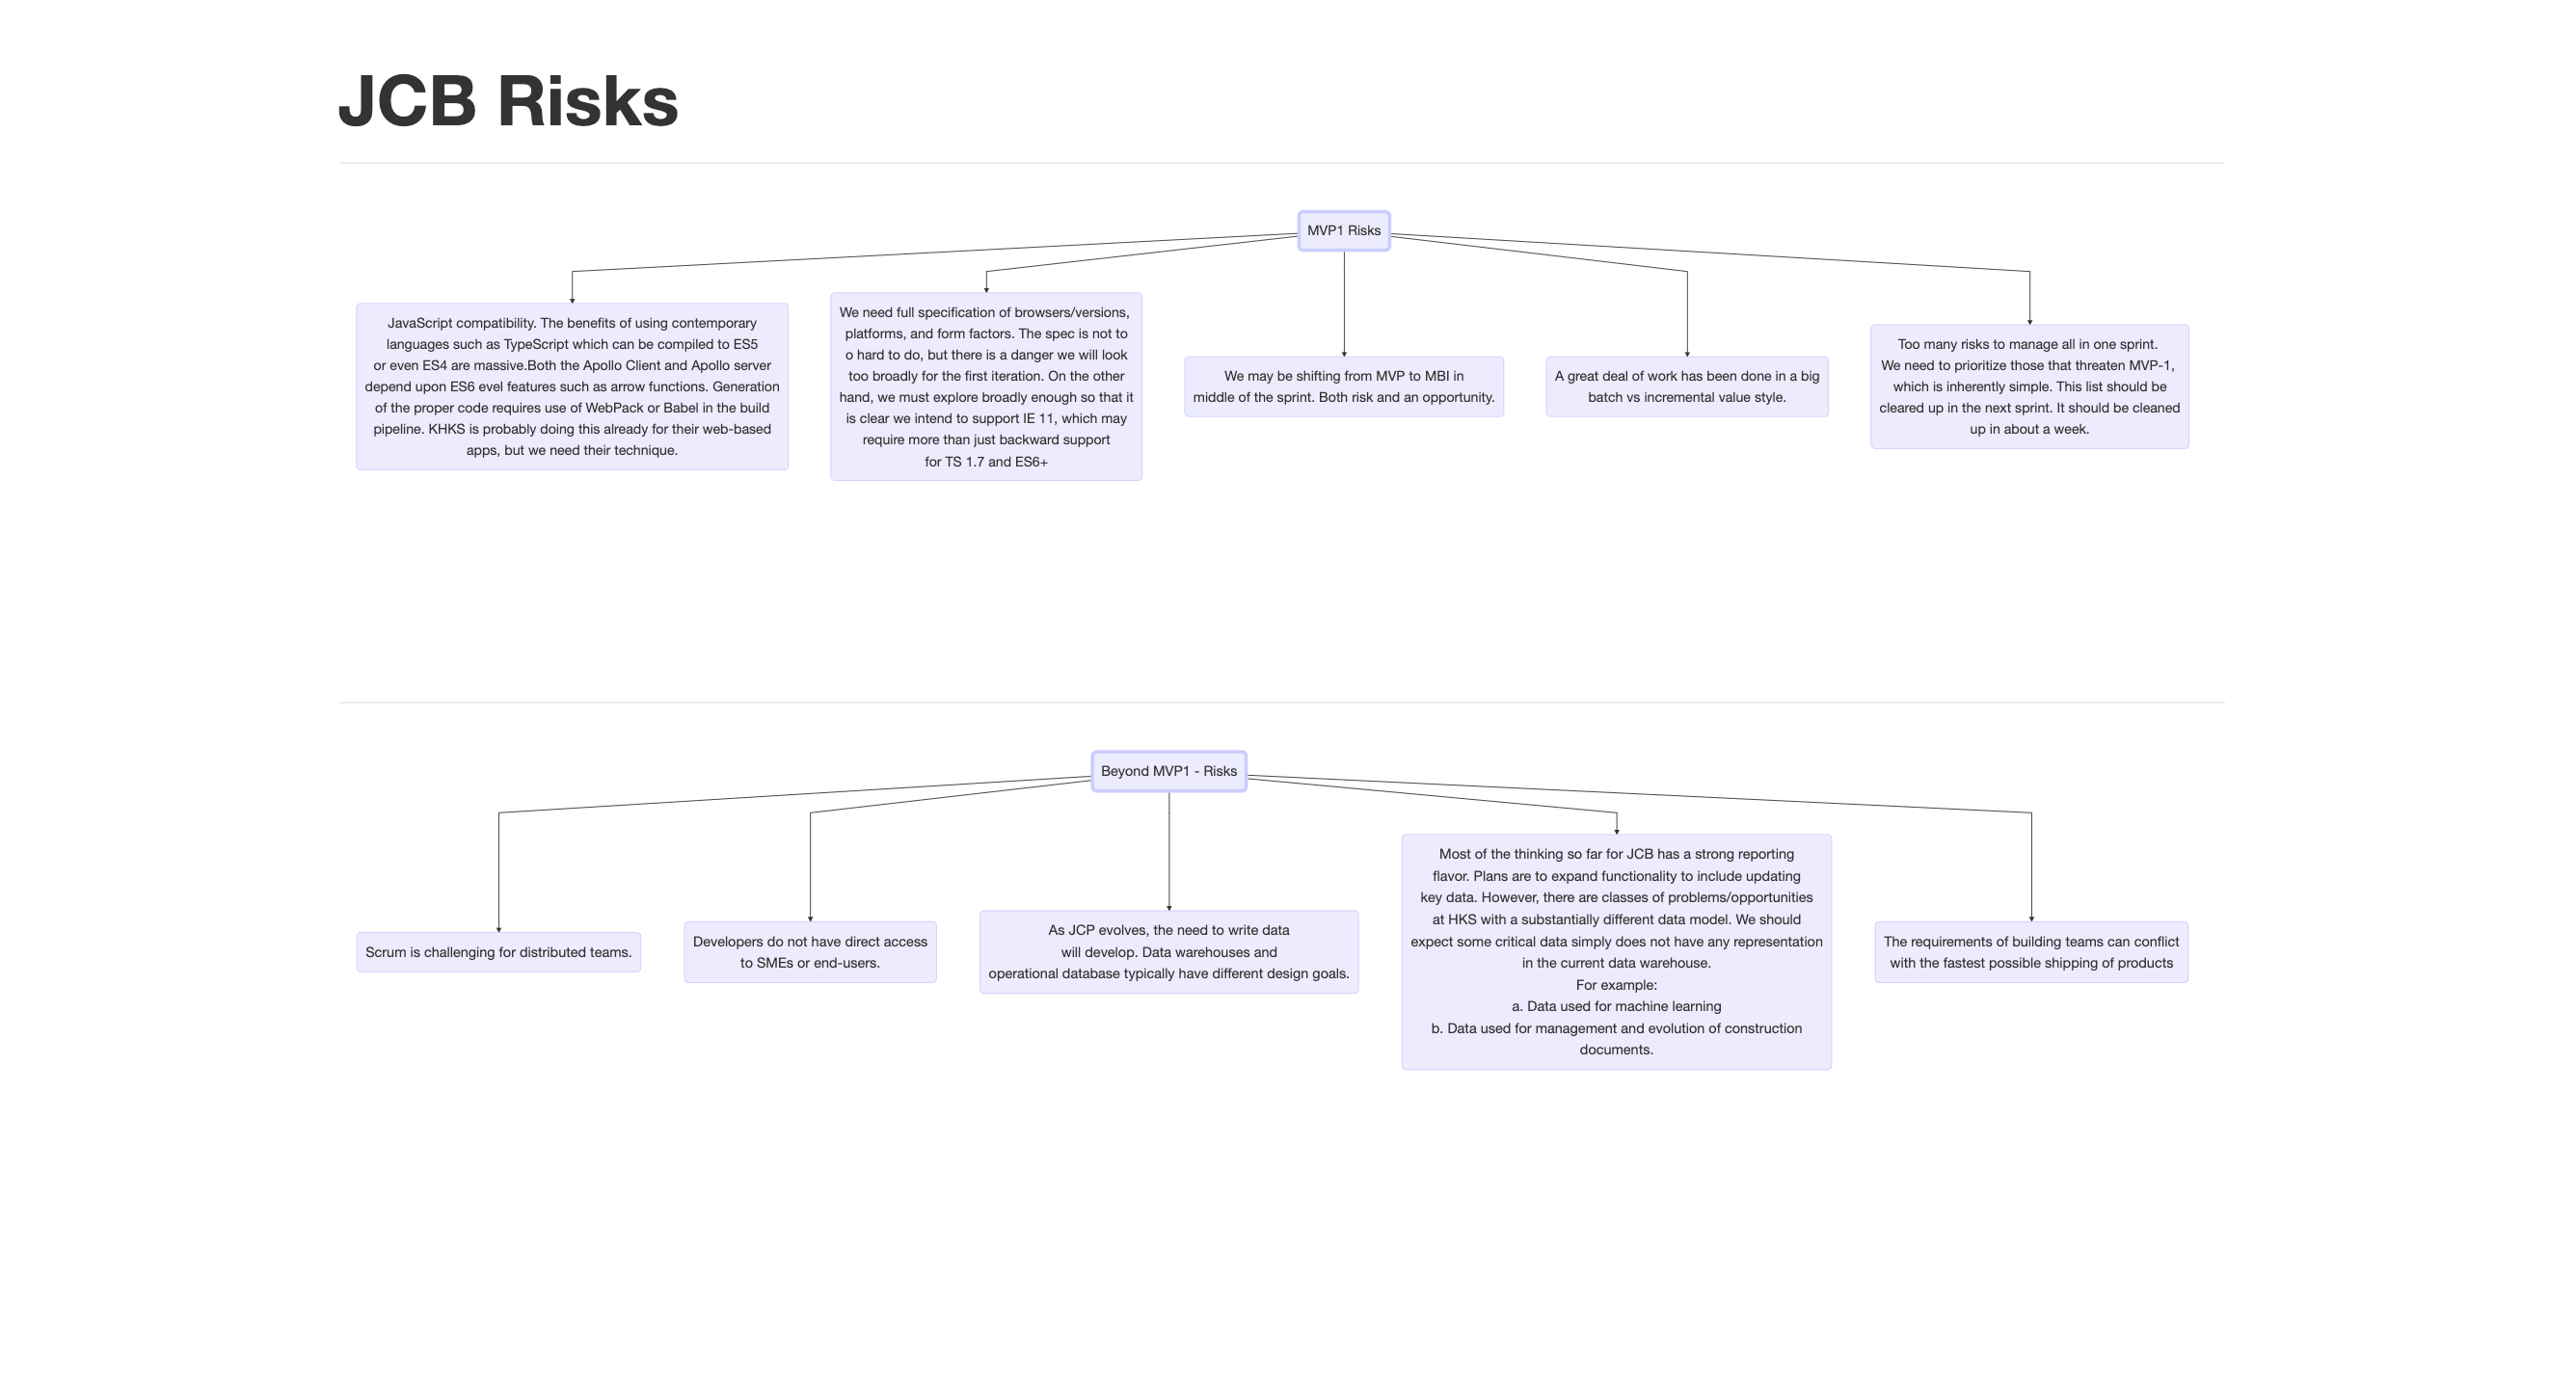 JCB Risks
MVP1 Risks
JavaScript compatibility. The benefits of using contemporary
languages such as TypeScript which can be compiled to ES5
or even ES4 are massive.Both the Apollo Client and Apollo server
depend upon ES6 evel features such as arrow functions. Generation
of the proper code requires use of WebPack or Babel in the build
pipeline. KHKS is probably doing this already for their web-based
apps, but we need their technique.
We need full specification of browsers/versions,
platforms, and form factors. The spec is not to
o hard to do, but there is a danger we will look
too broadly for the first iteration. On the other
hand, we must explore broadly enough so that it
is clear we intend to support IE 11, which may
require more than just backward support
for TS 1.7 and ES6+
We may be shifting from MVP to MBI in
middle of the sprint. Both risk and an opportunity.
A great deal of work has been done in a big
batch vs incremental value style.
Too many risks to manage all in one sprint.
We need to prioritize those that threaten MVP-1,
which is inherently simple. This list should be
cleared up in the next sprint. It should be cleaned
up in about a week.
Beyond MVP1 - Risks
Scrum is challenging for distributed teams.
Developers do not have direct access
to SMEs or end-users.
As JCP evolves, the need to write data
will develop. Data warehouses and
operational database typically have different design goals.
Most of the thinking so far for JCB has a strong reporting
flavor. Plans are to expand functionality to include updating
key data. However, there are classes of problems/opportunities
at HKS with a substantially different data model. We should
expect some critical data simply does not have any representation
in the current data warehouse.
For example:
a. Data used for machine learning
b. Data used for management and evolution of construction
documents.
The requirements of building teams can conflict
with the fastest possible shipping of products